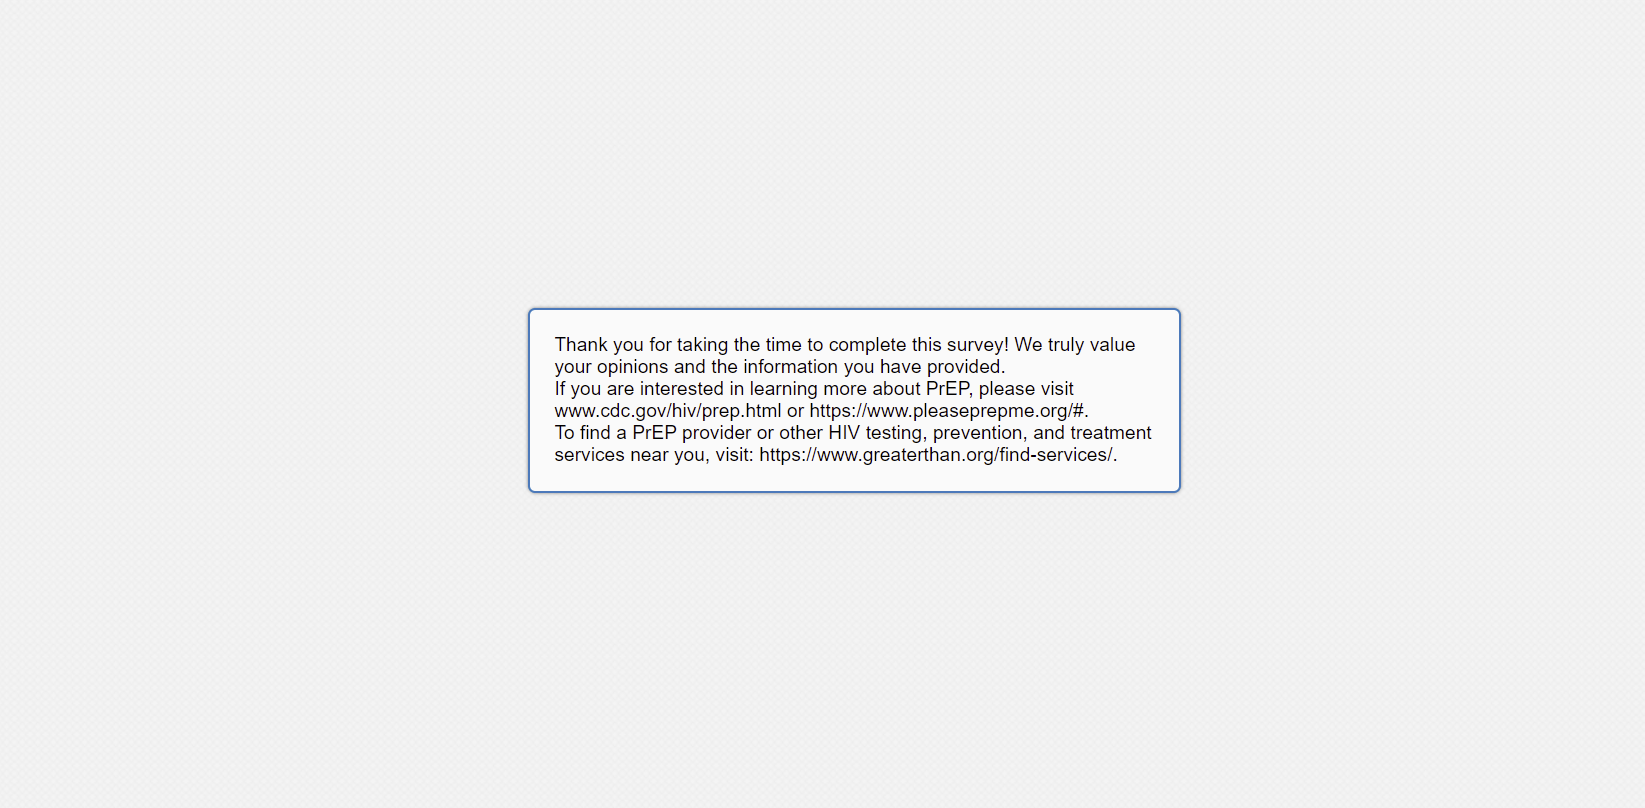 Thank you for taking the time to complete this survey! We truly value
your opinions and the information you have provided.
If you are interested in learning more about PrEP, please visit
www.cdc.gov/hiv/prep.html or https://www.pleaseprepme.org/#.
To find a PrEP provider or other HIV testing, prevention, and treatment
services near you, visit: https://www.greaterthan.org/find-services/.